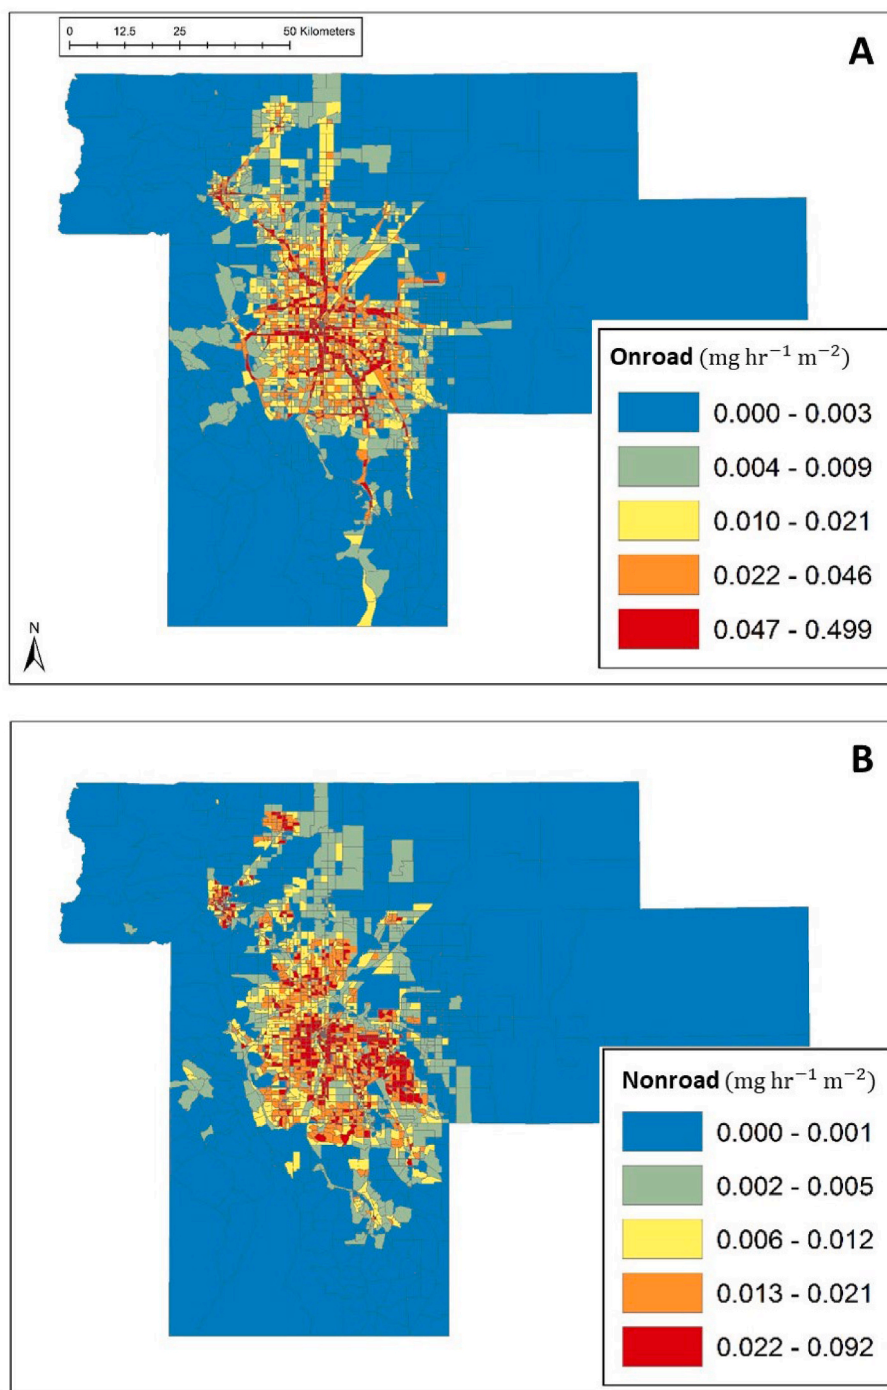 0 12.5 25 50 Kilometers
A
Onroad (mg hr⁻¹ m⁻²)
0.000 - 0.003
0.004 - 0.009
0.010 - 0.021
0.022 - 0.046
0.047 - 0.499
N
B
Nonroad (mg hr⁻¹ m⁻²)
0.000 - 0.001
0.002 - 0.005
0.006 - 0.012
0.013 - 0.021
0.022 - 0.092